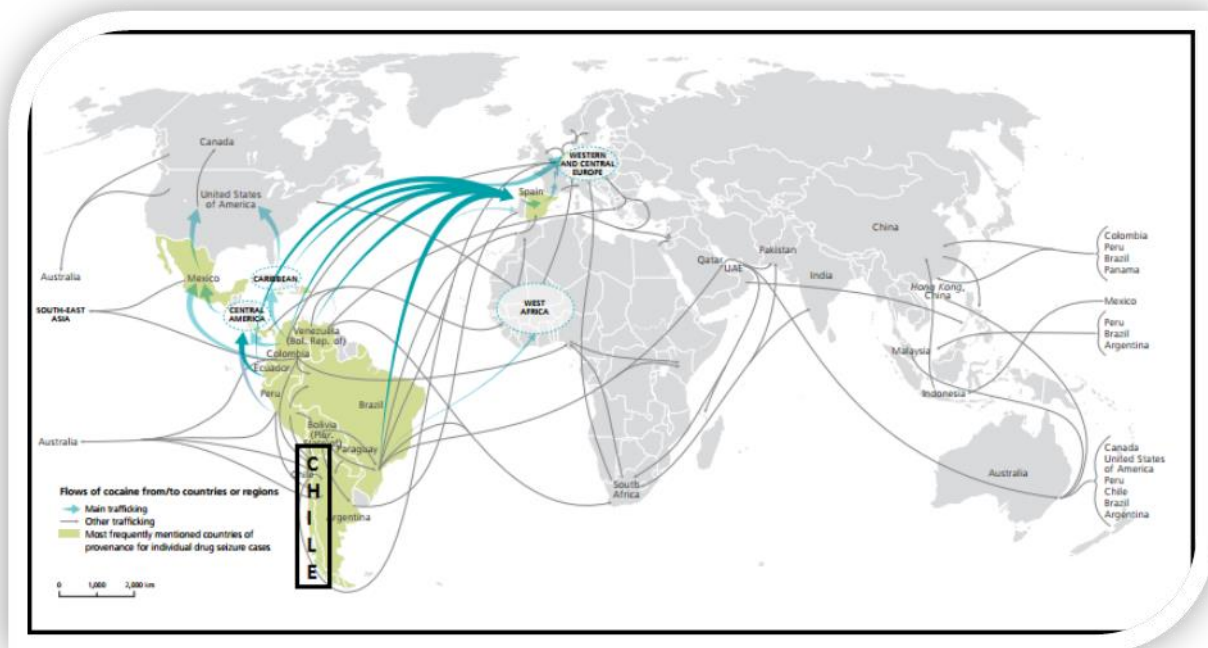 Canada
United States
of America
Australia
SOUTH-EAST
ASIA
Mexico
CARIBBEAN
CENTRAL
AMERICA
Venezuela
(Bol. Rep. of)
Colombia
Ecuador
Peru
Brazil
Bolivia
(Plur.
Paraguay
Argentina
Australia
C
H
I
L
E
WESTERN
AND CENTRAL
EUROPE
Spain
WEST
AFRICA
South
Africa
Qatar
UAE
Pakistan
India
China
Hong Kong,
China
Malaysia
Indonesia
Australia
Colombia
Peru
Brazil
Panama
Mexico
Peru
Brazil
Argentina
Canada
United States
of America
Peru
Chile
Brazil
Argentina
Flows of cocaine from/to countries or regions
Main trafficking
Other trafficking
Most frequently mentioned countries of
provenance for individual drug seizure cases
0 1,000 2,000 km